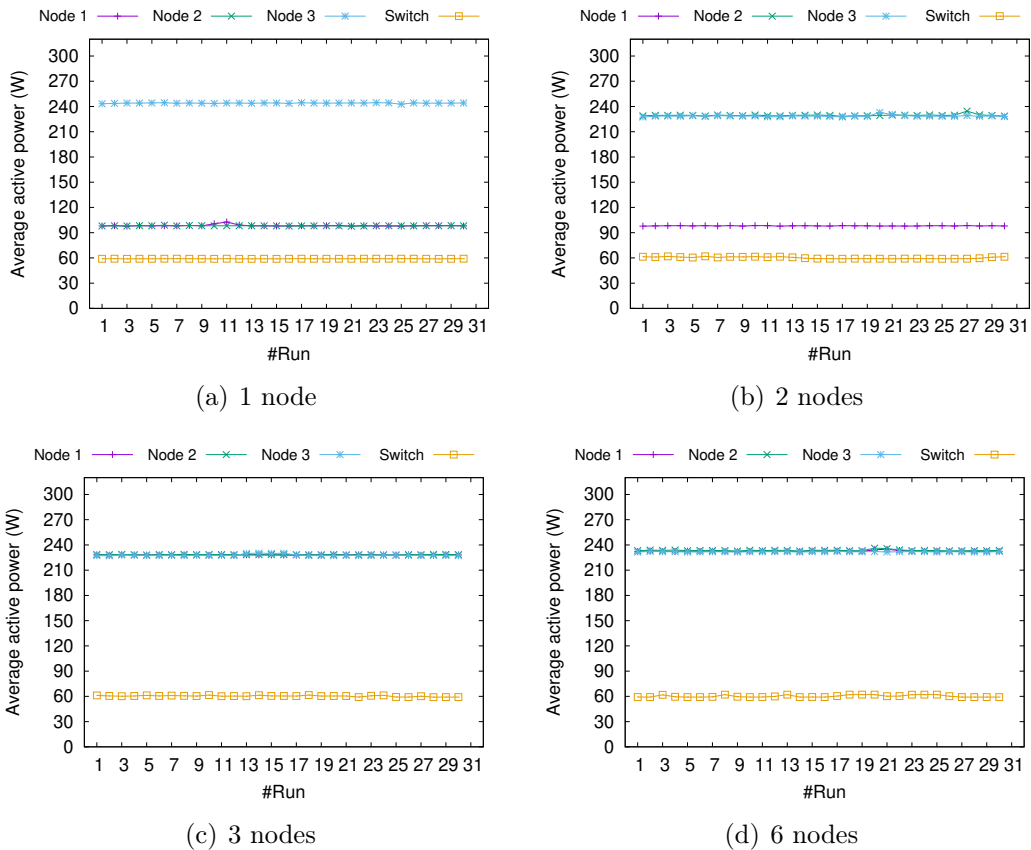 Node 1 Node 2 Node 3 Switch
300
270
240
210
180
150
120
90
60
30
0
Average active power (W)
1 3 5 7 9 11 13 15 17 19 21 23 25 27 29 31
#Run
(a) 1 node
Node 1 Node 2 Node 3 Switch
300
270
240
210
180
150
120
90
60
30
0
Average active power (W)
1 3 5 7 9 11 13 15 17 19 21 23 25 27 29 31
#Run
(b) 2 nodes
Node 1 Node 2 Node 3 Switch
300
270
240
210
180
150
120
90
60
30
0
Average active power (W)
1 3 5 7 9 11 13 15 17 19 21 23 25 27 29 31
#Run
(c) 3 nodes
Node 1 Node 2 Node 3 Switch
300
270
240
210
180
150
120
90
60
30
0
Average active power (W)
1 3 5 7 9 11 13 15 17 19 21 23 25 27 29 31
#Run
(d) 6 nodes